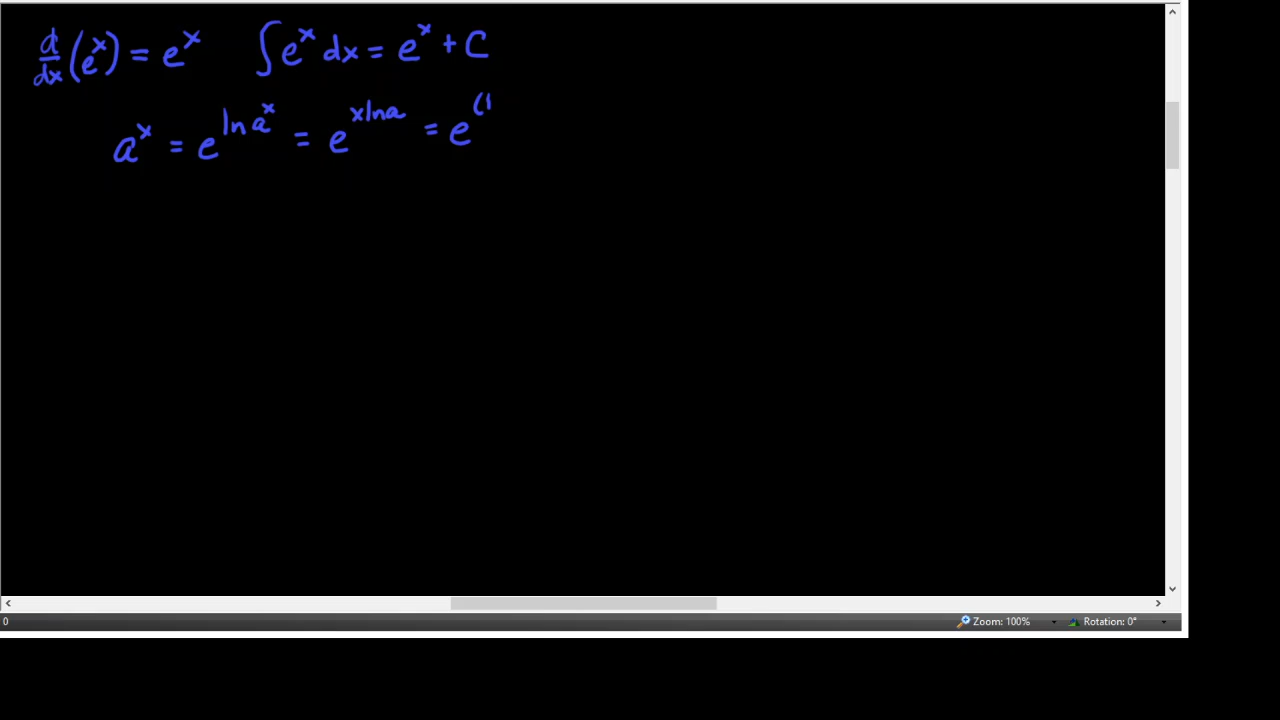 d/dx (e^x) = e^x ∫ e^x dx = e^x + C
a^x = e^(ln a^x) = e^(x ln a) = e^(
0 Zoom: 100% Rotation: 0°